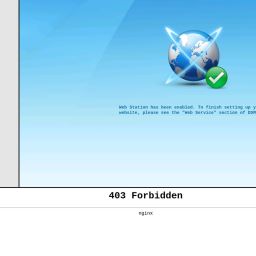 Web Station has been enabled. To finish setting up y
website, please see the "Web Service" section of DSM
403 Forbidden
nginx